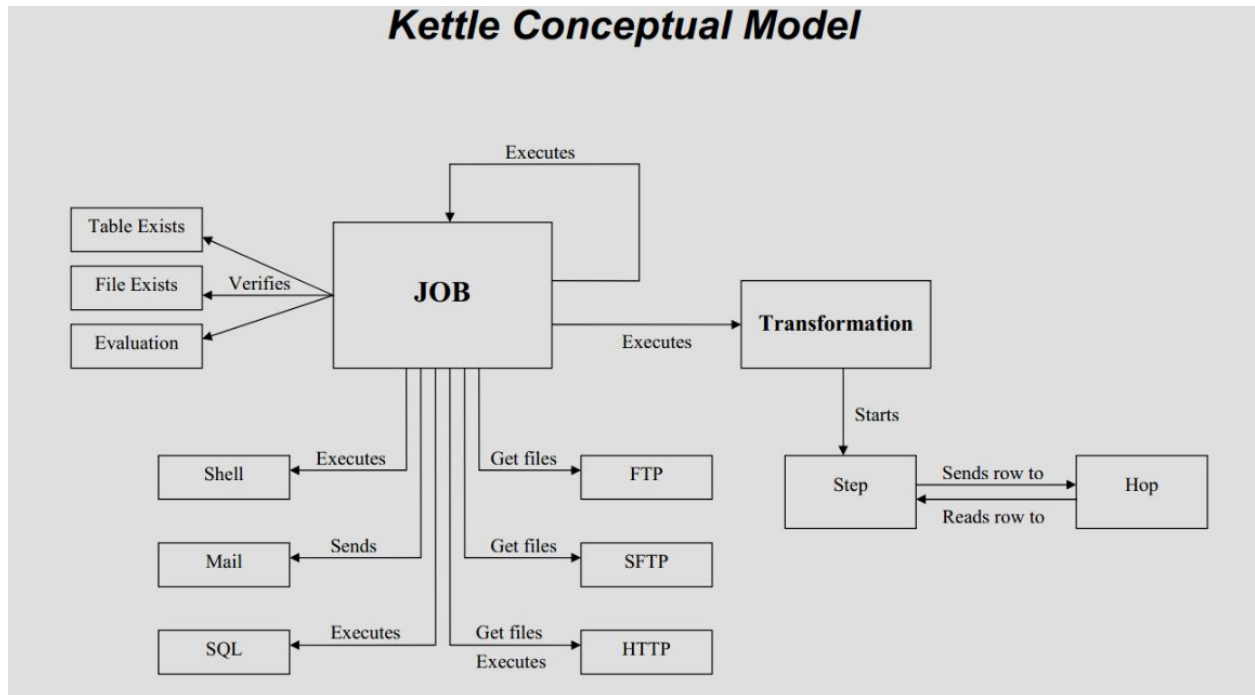 Kettle Conceptual Model
Executes
Table Exists
File Exists
Verifies
Evaluation
JOB
Executes
Transformation
Starts
Shell
Executes
Get files
FTP
Step
Sends row to
Reads row to
Hop
Mail
Sends
Get files
SFTP
SQL
Executes
Get files
Executes
HTTP